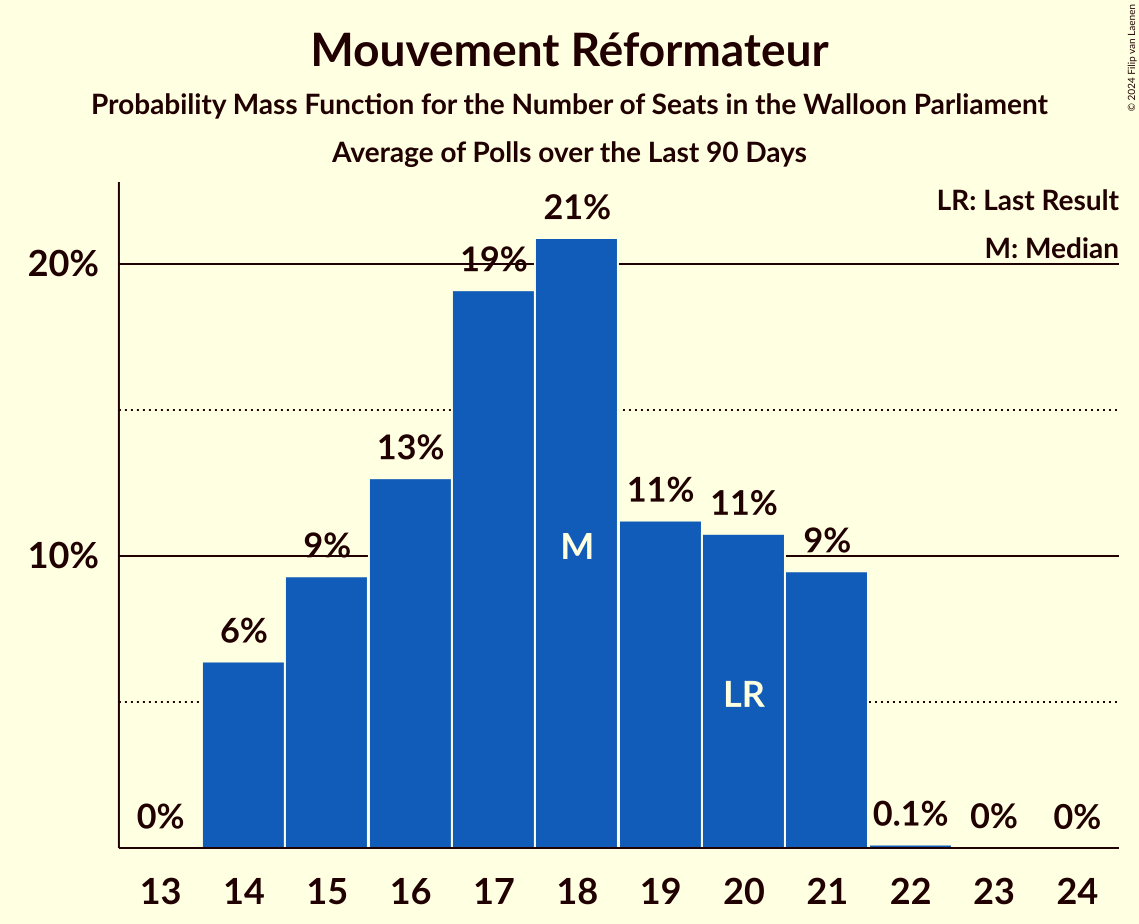 Mouvement Réformateur
Probability Mass Function for the Number of Seats in the Walloon Parliament
Average of Polls over the Last 90 Days
© 2024 Filip van Laenen
LR: Last Result
M: Median
20%
10%
0%
6%
9%
13%
19%
21%
11%
11%
9%
0.1%
0%
0%
M
LR
13 14 15 16 17 18 19 20 21 22 23 24